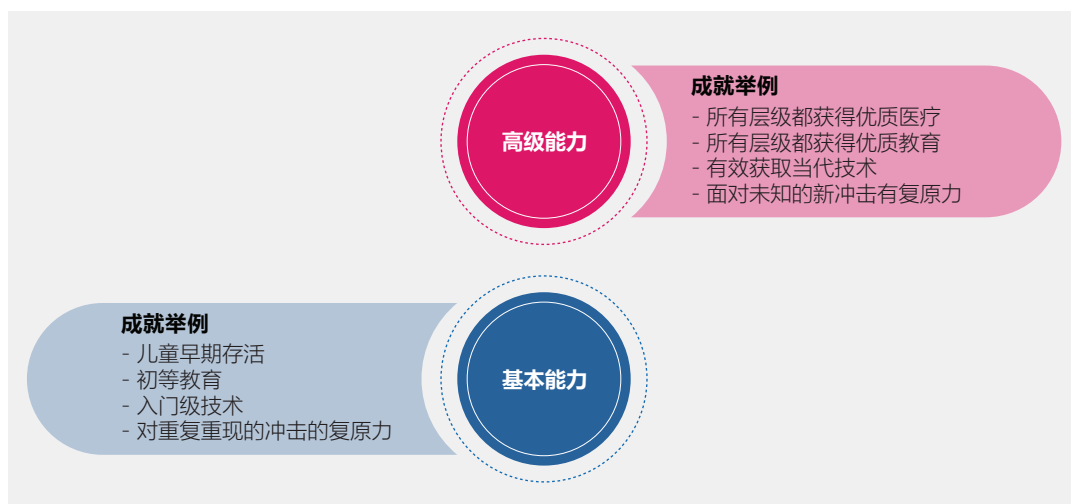 高级能力
成就举例
- 所有层级都获得优质医疗
- 所有层级都获得优质教育
- 有效获取当代技术
- 面对未知的新冲击有复原力
成就举例
- 儿童早期存活
- 初等教育
- 入门级技术
- 对重复重现的冲击的复原力
基本能力